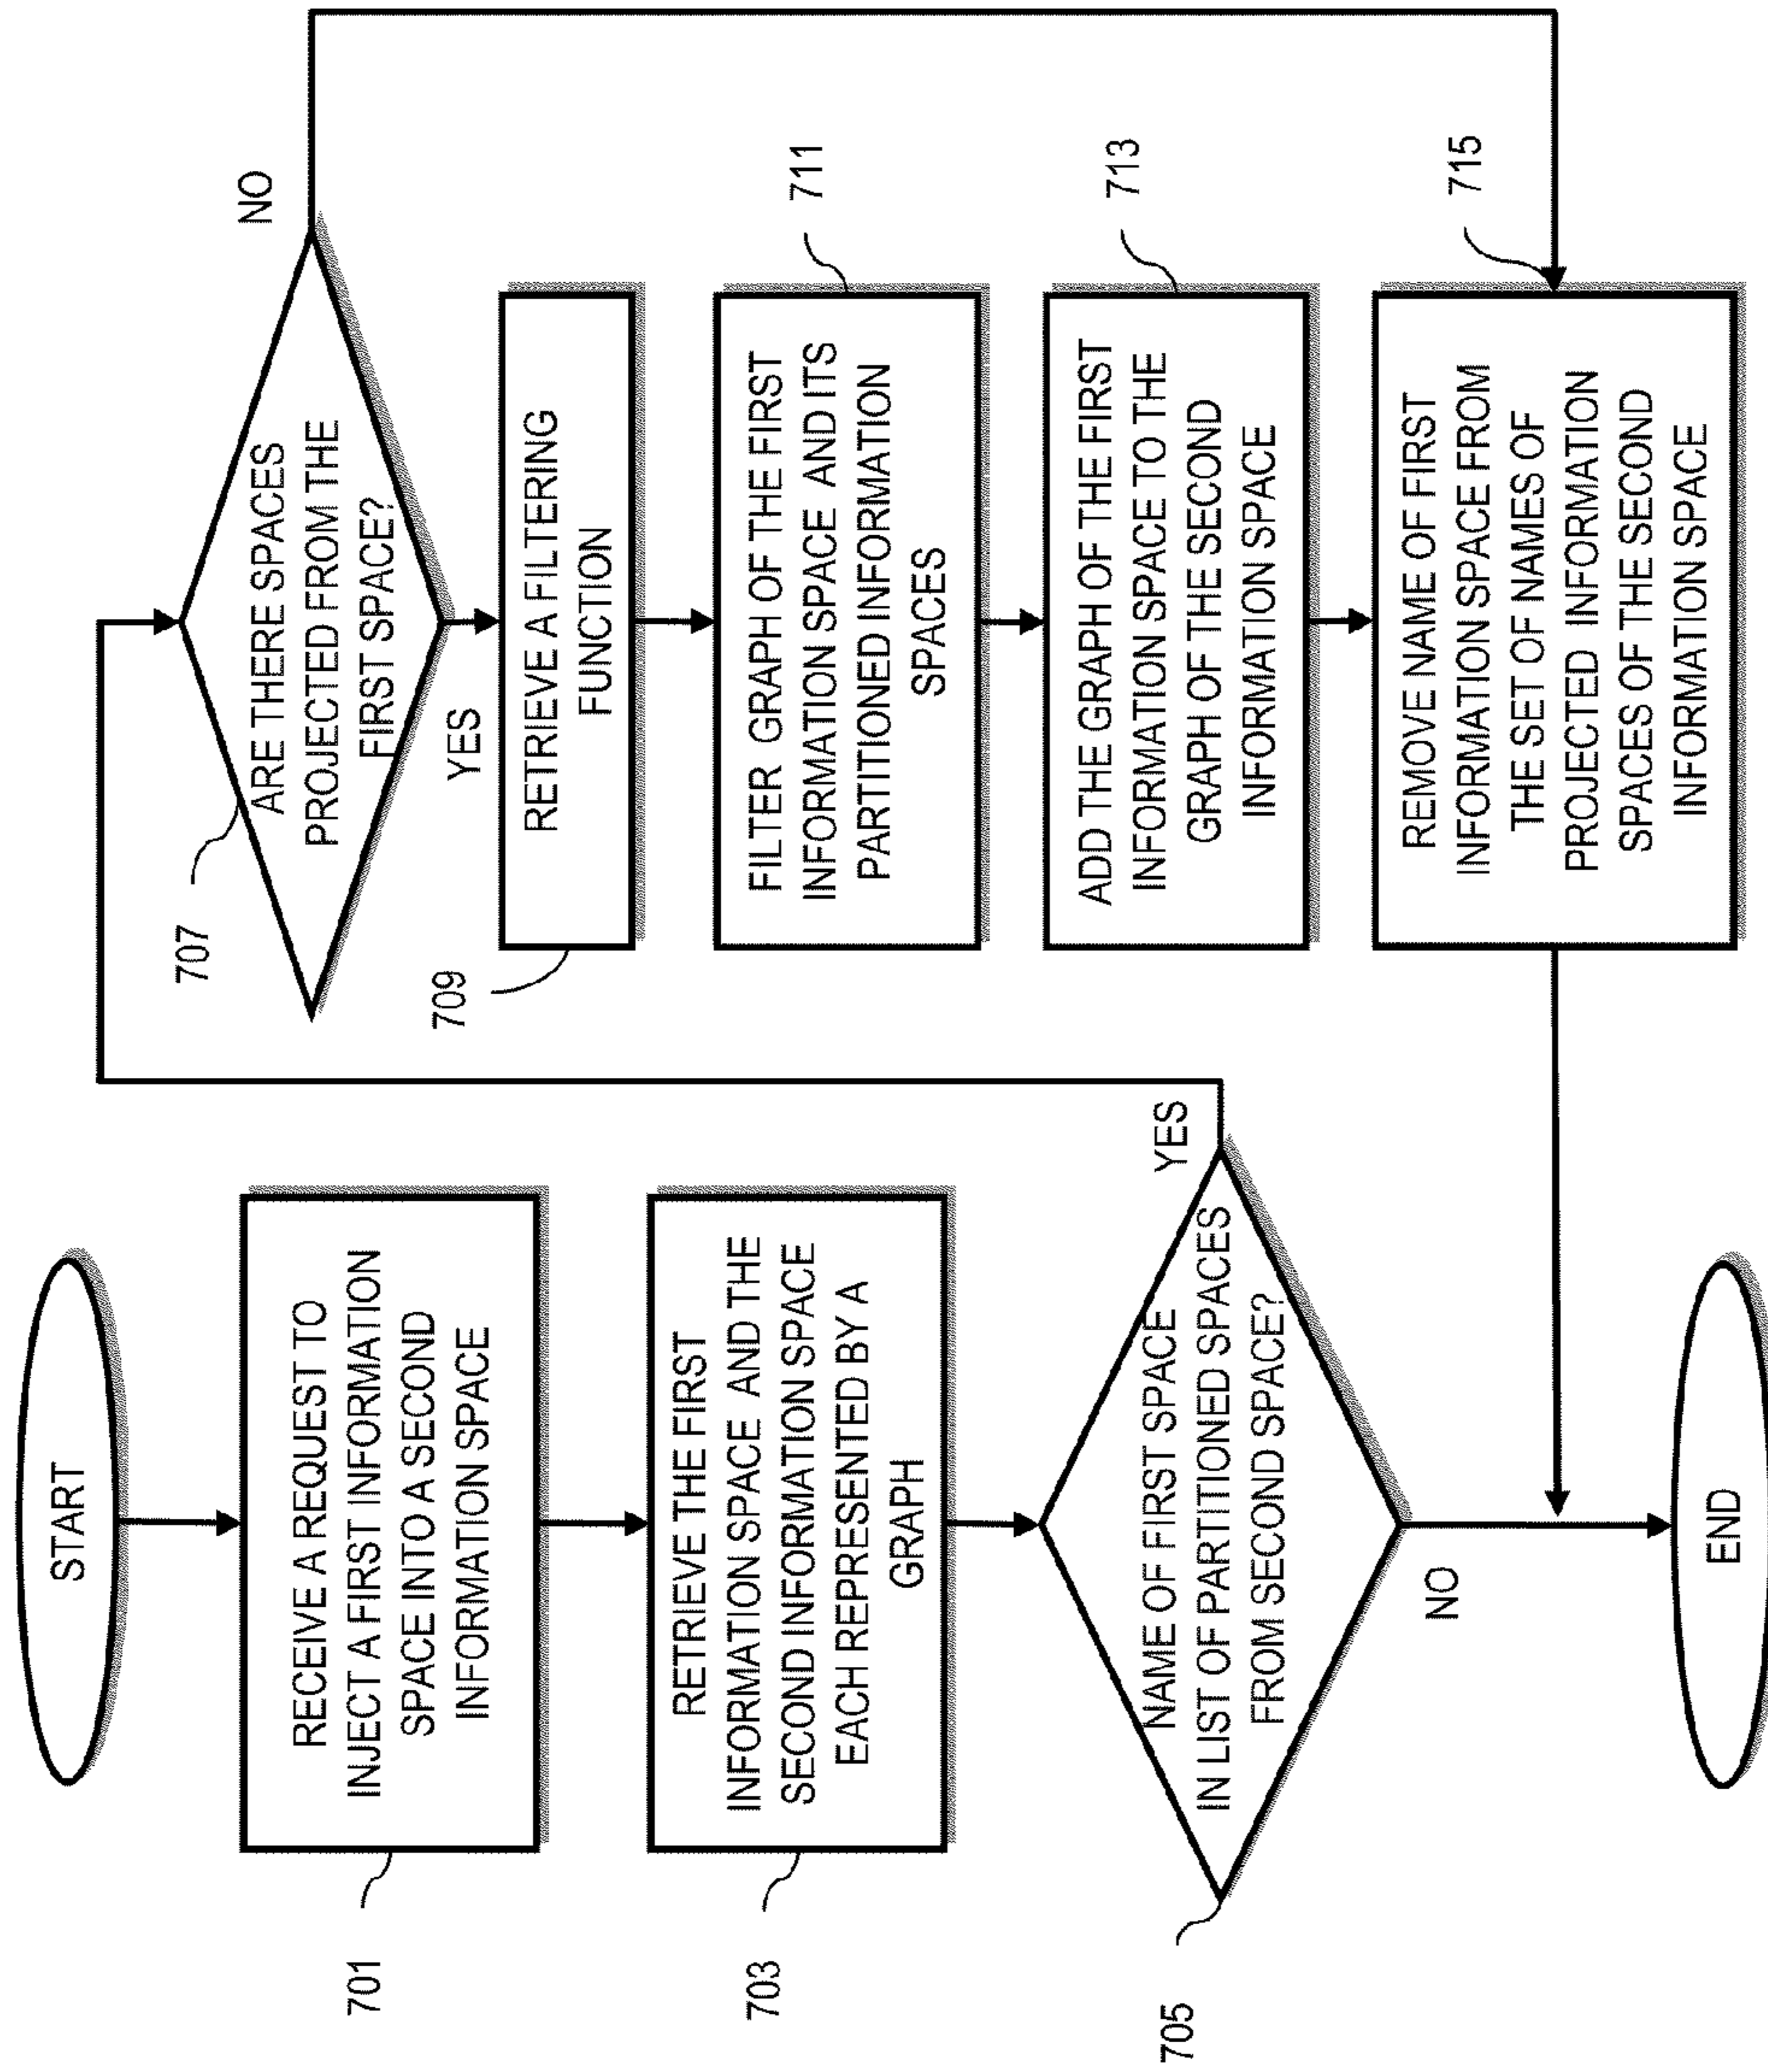 START
RECEIVE A REQUEST TO
INJECT A FIRST INFORMATION
SPACE INTO A SECOND
INFORMATION SPACE
701
RETRIEVE THE FIRST
INFORMATION SPACE AND THE
SECOND INFORMATION SPACE
EACH REPRESENTED BY A
GRAPH
703
NAME OF FIRST SPACE
IN LIST OF PARTITIONED SPACES
FROM SECOND SPACE?
705
YES
NO
END
ARE THERE SPACES
PROJECTED FROM THE
FIRST SPACE?
707
NO
YES
RETRIEVE A FILTERING
FUNCTION
709
FILTER GRAPH OF THE FIRST
INFORMATION SPACE AND ITS
PARTITIONED INFORMATION
SPACES
711
ADD THE GRAPH OF THE FIRST
INFORMATION SPACE TO THE
GRAPH OF THE SECOND
INFORMATION SPACE
713
REMOVE NAME OF FIRST
INFORMATION SPACE FROM
THE SET OF NAMES OF
PROJECTED INFORMATION
SPACES OF THE SECOND
INFORMATION SPACE
715